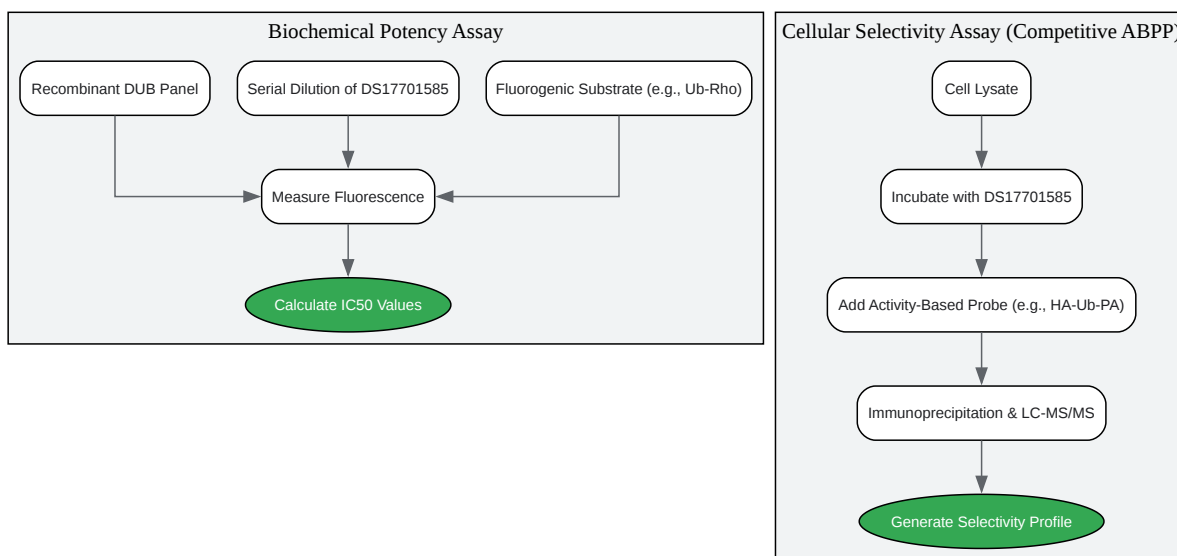 Biochemical Potency Assay
Recombinant DUB Panel
Serial Dilution of DS17701585
Fluorogenic Substrate (e.g., Ub-Rho)
Measure Fluorescence
Calculate IC50 Values
Cellular Selectivity Assay (Competitive ABPP)
Cell Lysate
Incubate with DS17701585
Add Activity-Based Probe (e.g., HA-Ub-PA)
Immunoprecipitation & LC-MS/MS
Generate Selectivity Profile